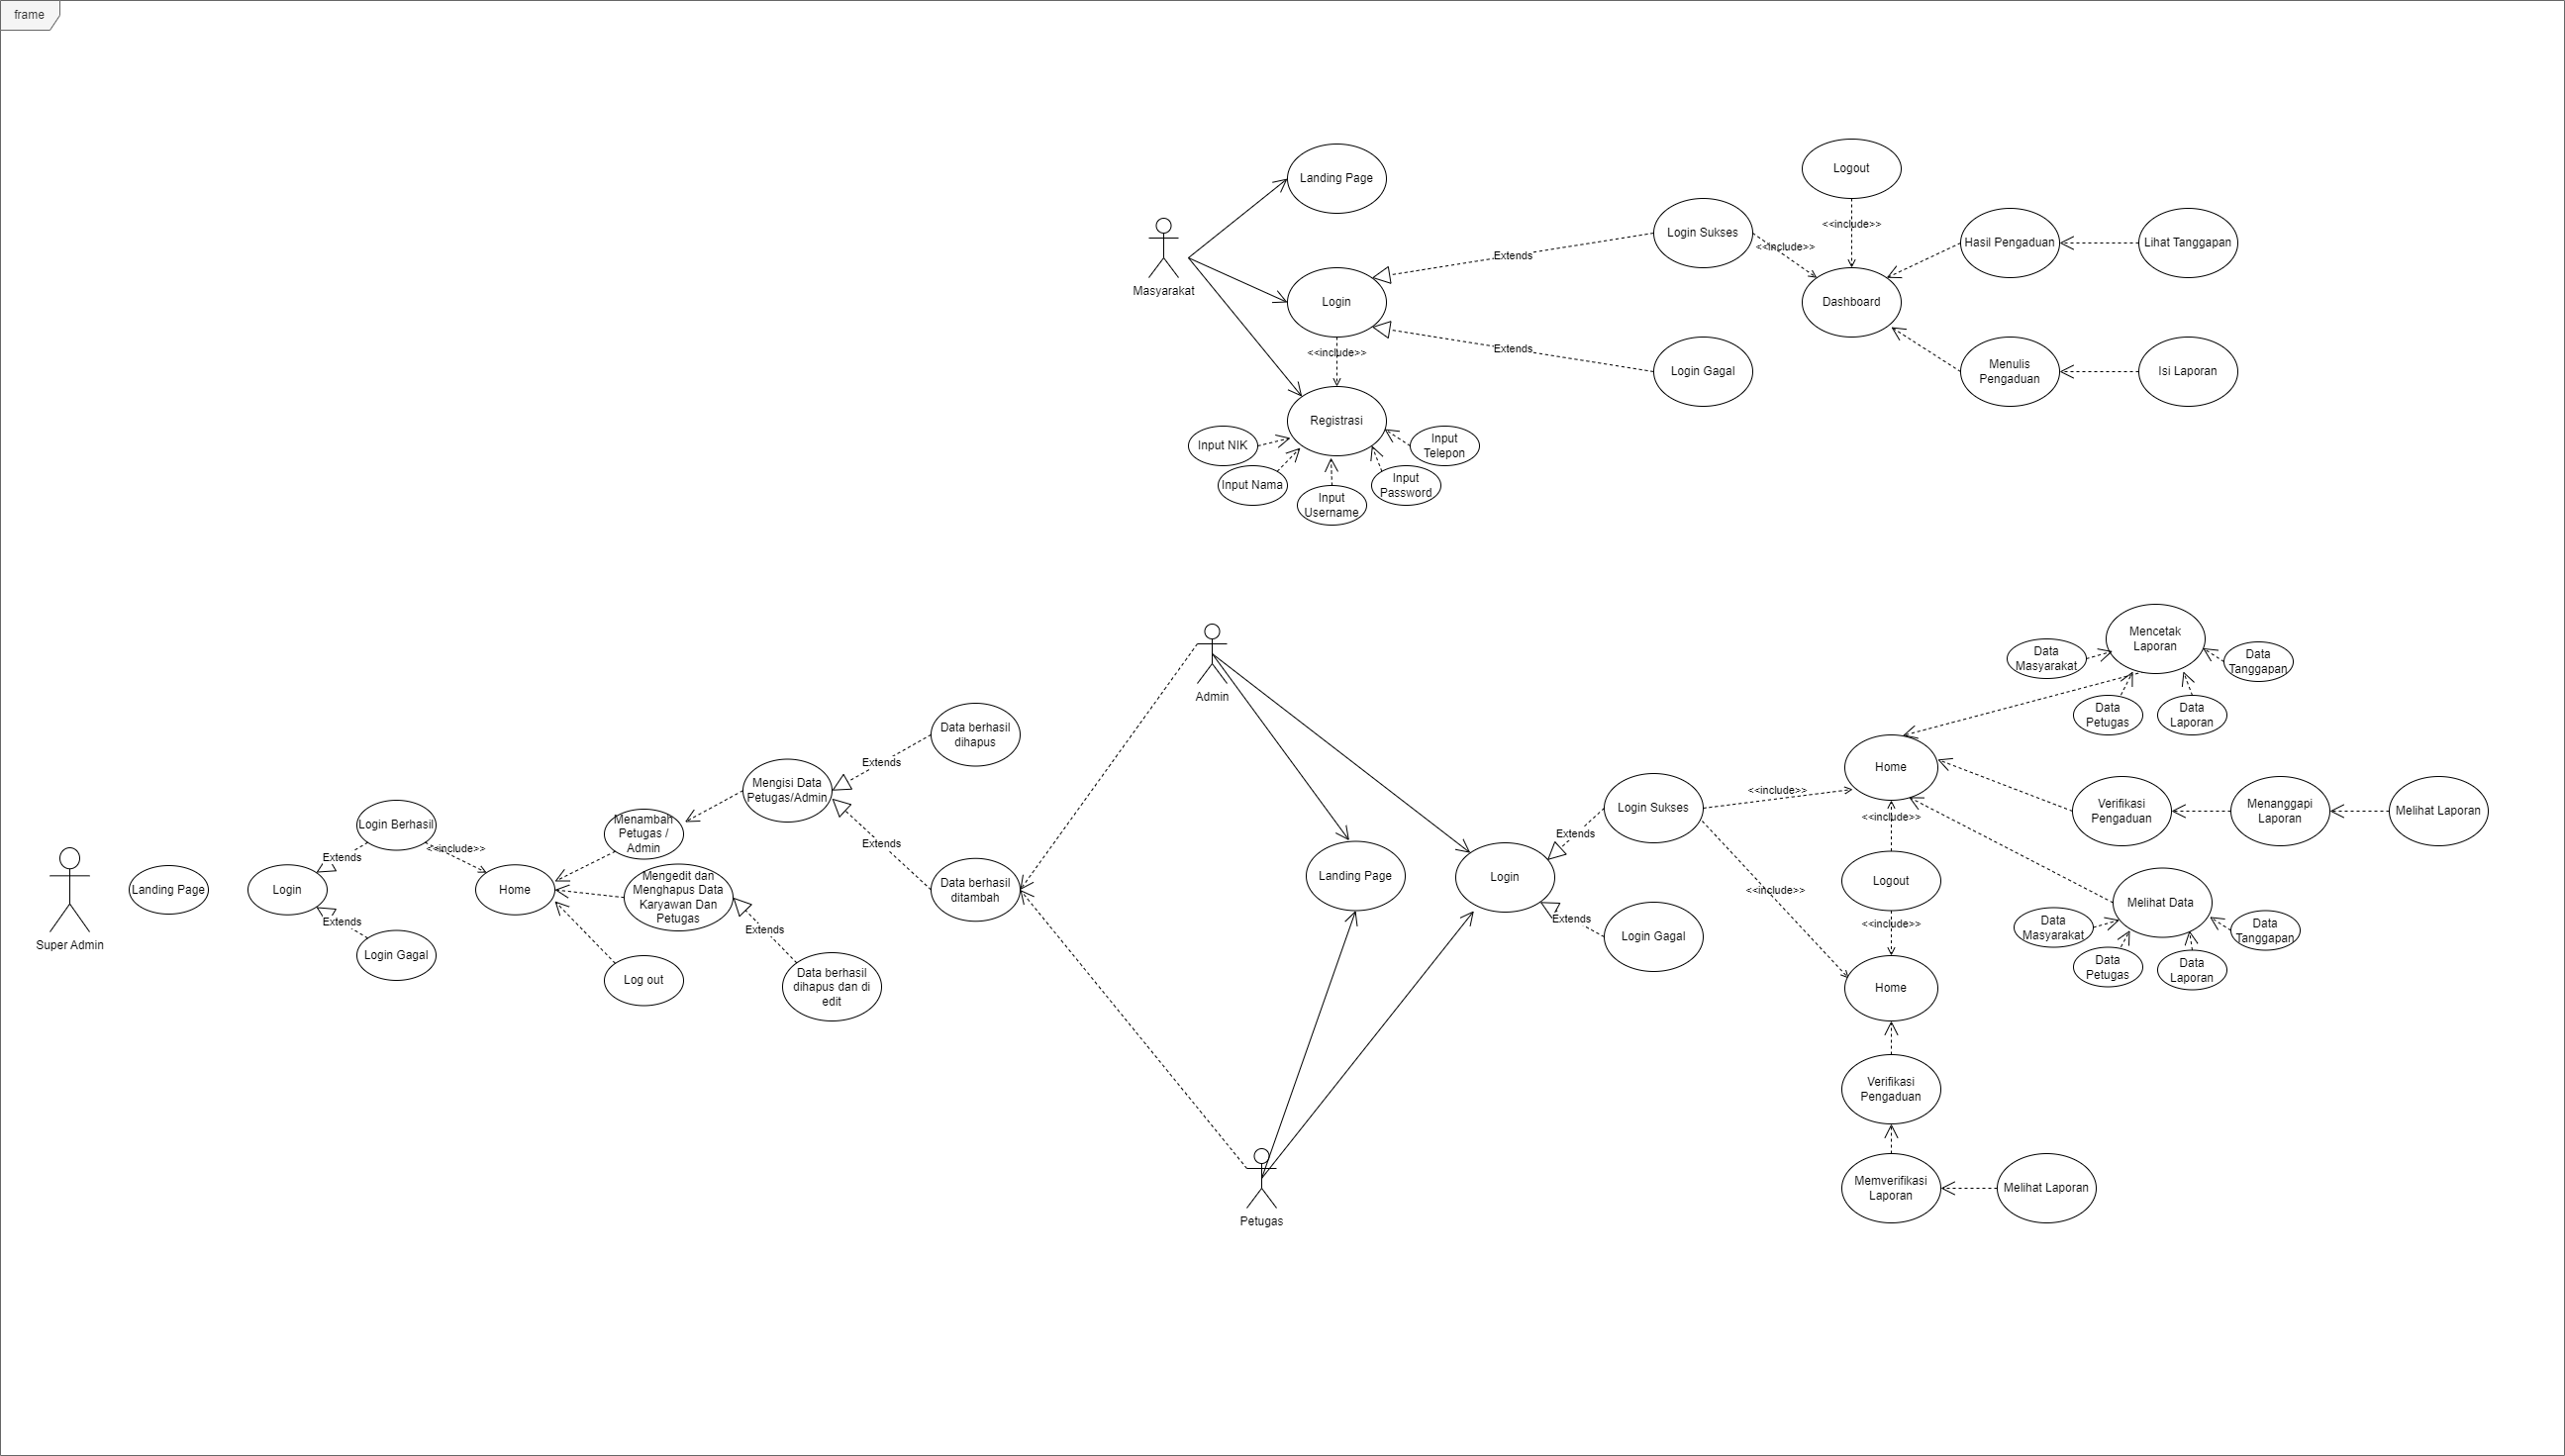 frame
Logout
Landing Page
Login Sukses
<<include>>
<<include>>
Hasil Pengaduan
Lihat Tanggapan
Extends
Masyarakat
Login
Dashboard
<<include>>
Extends
Login Gagal
Menulis
Pengaduan
Isi Laporan
Registrasi
Input NIK
Input
Telepon
Input Nama
Input
Password
Input
Username
Admin
Mencetak
Laporan
Data
Masyarakat
Data
Tanggapan
Data
Petugas
Data
Laporan
Data berhasil
dihapus
Extends
Home
Mengisi Data
Petugas/Admin
<<include>>
Login Sukses
Verifikasi
Pengaduan
Menanggapi
Laporan
Melihat Laporan
<<include>>
Login Berhasil
Menambah
Petugas /
Admin
Extends
Extends
Extends
<<include>>
Super Admin
Landing Page
Login
Home
Mengedit dan
Menghapus Data
Karyawan Dan
Petugas
Data berhasil
ditambah
Landing Page
Login
Logout
<<include>>
Melihat Data
Extends
Extends
Extends
Login Gagal
<<include>>
Data
Masyarakat
Data
Tanggapan
Login Gagal
Log out
Data berhasil
dihapus dan di
edit
Home
Data
Petugas
Data
Laporan
Verifikasi
Pengaduan
Petugas
Memverifikasi
Laporan
Melihat Laporan